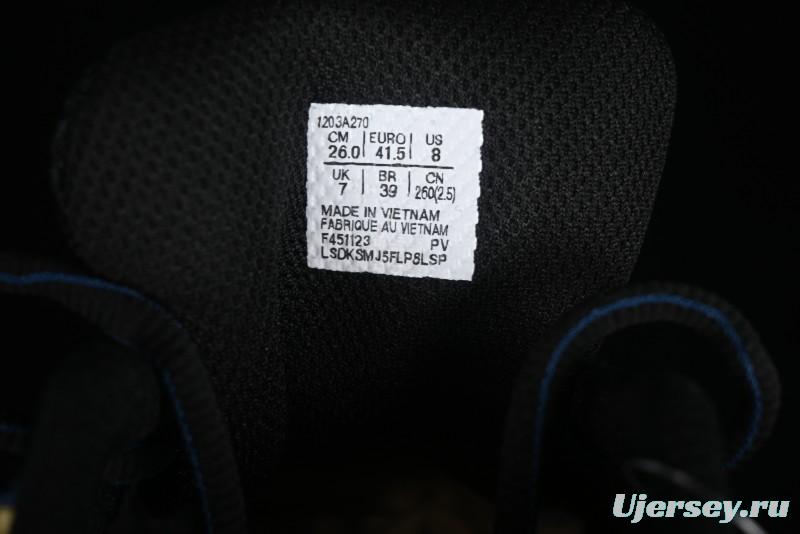 1203A270
CM | EURO | US
26.0 | 41.5 | 8
UK | BR | CN
7 | 39 | 260(2.5)
MADE IN VIETNAM
FABRIQUE AU VIETNAM
F451123 PV
LSDKSMJ5FLP8LSP
Ujersey.ru